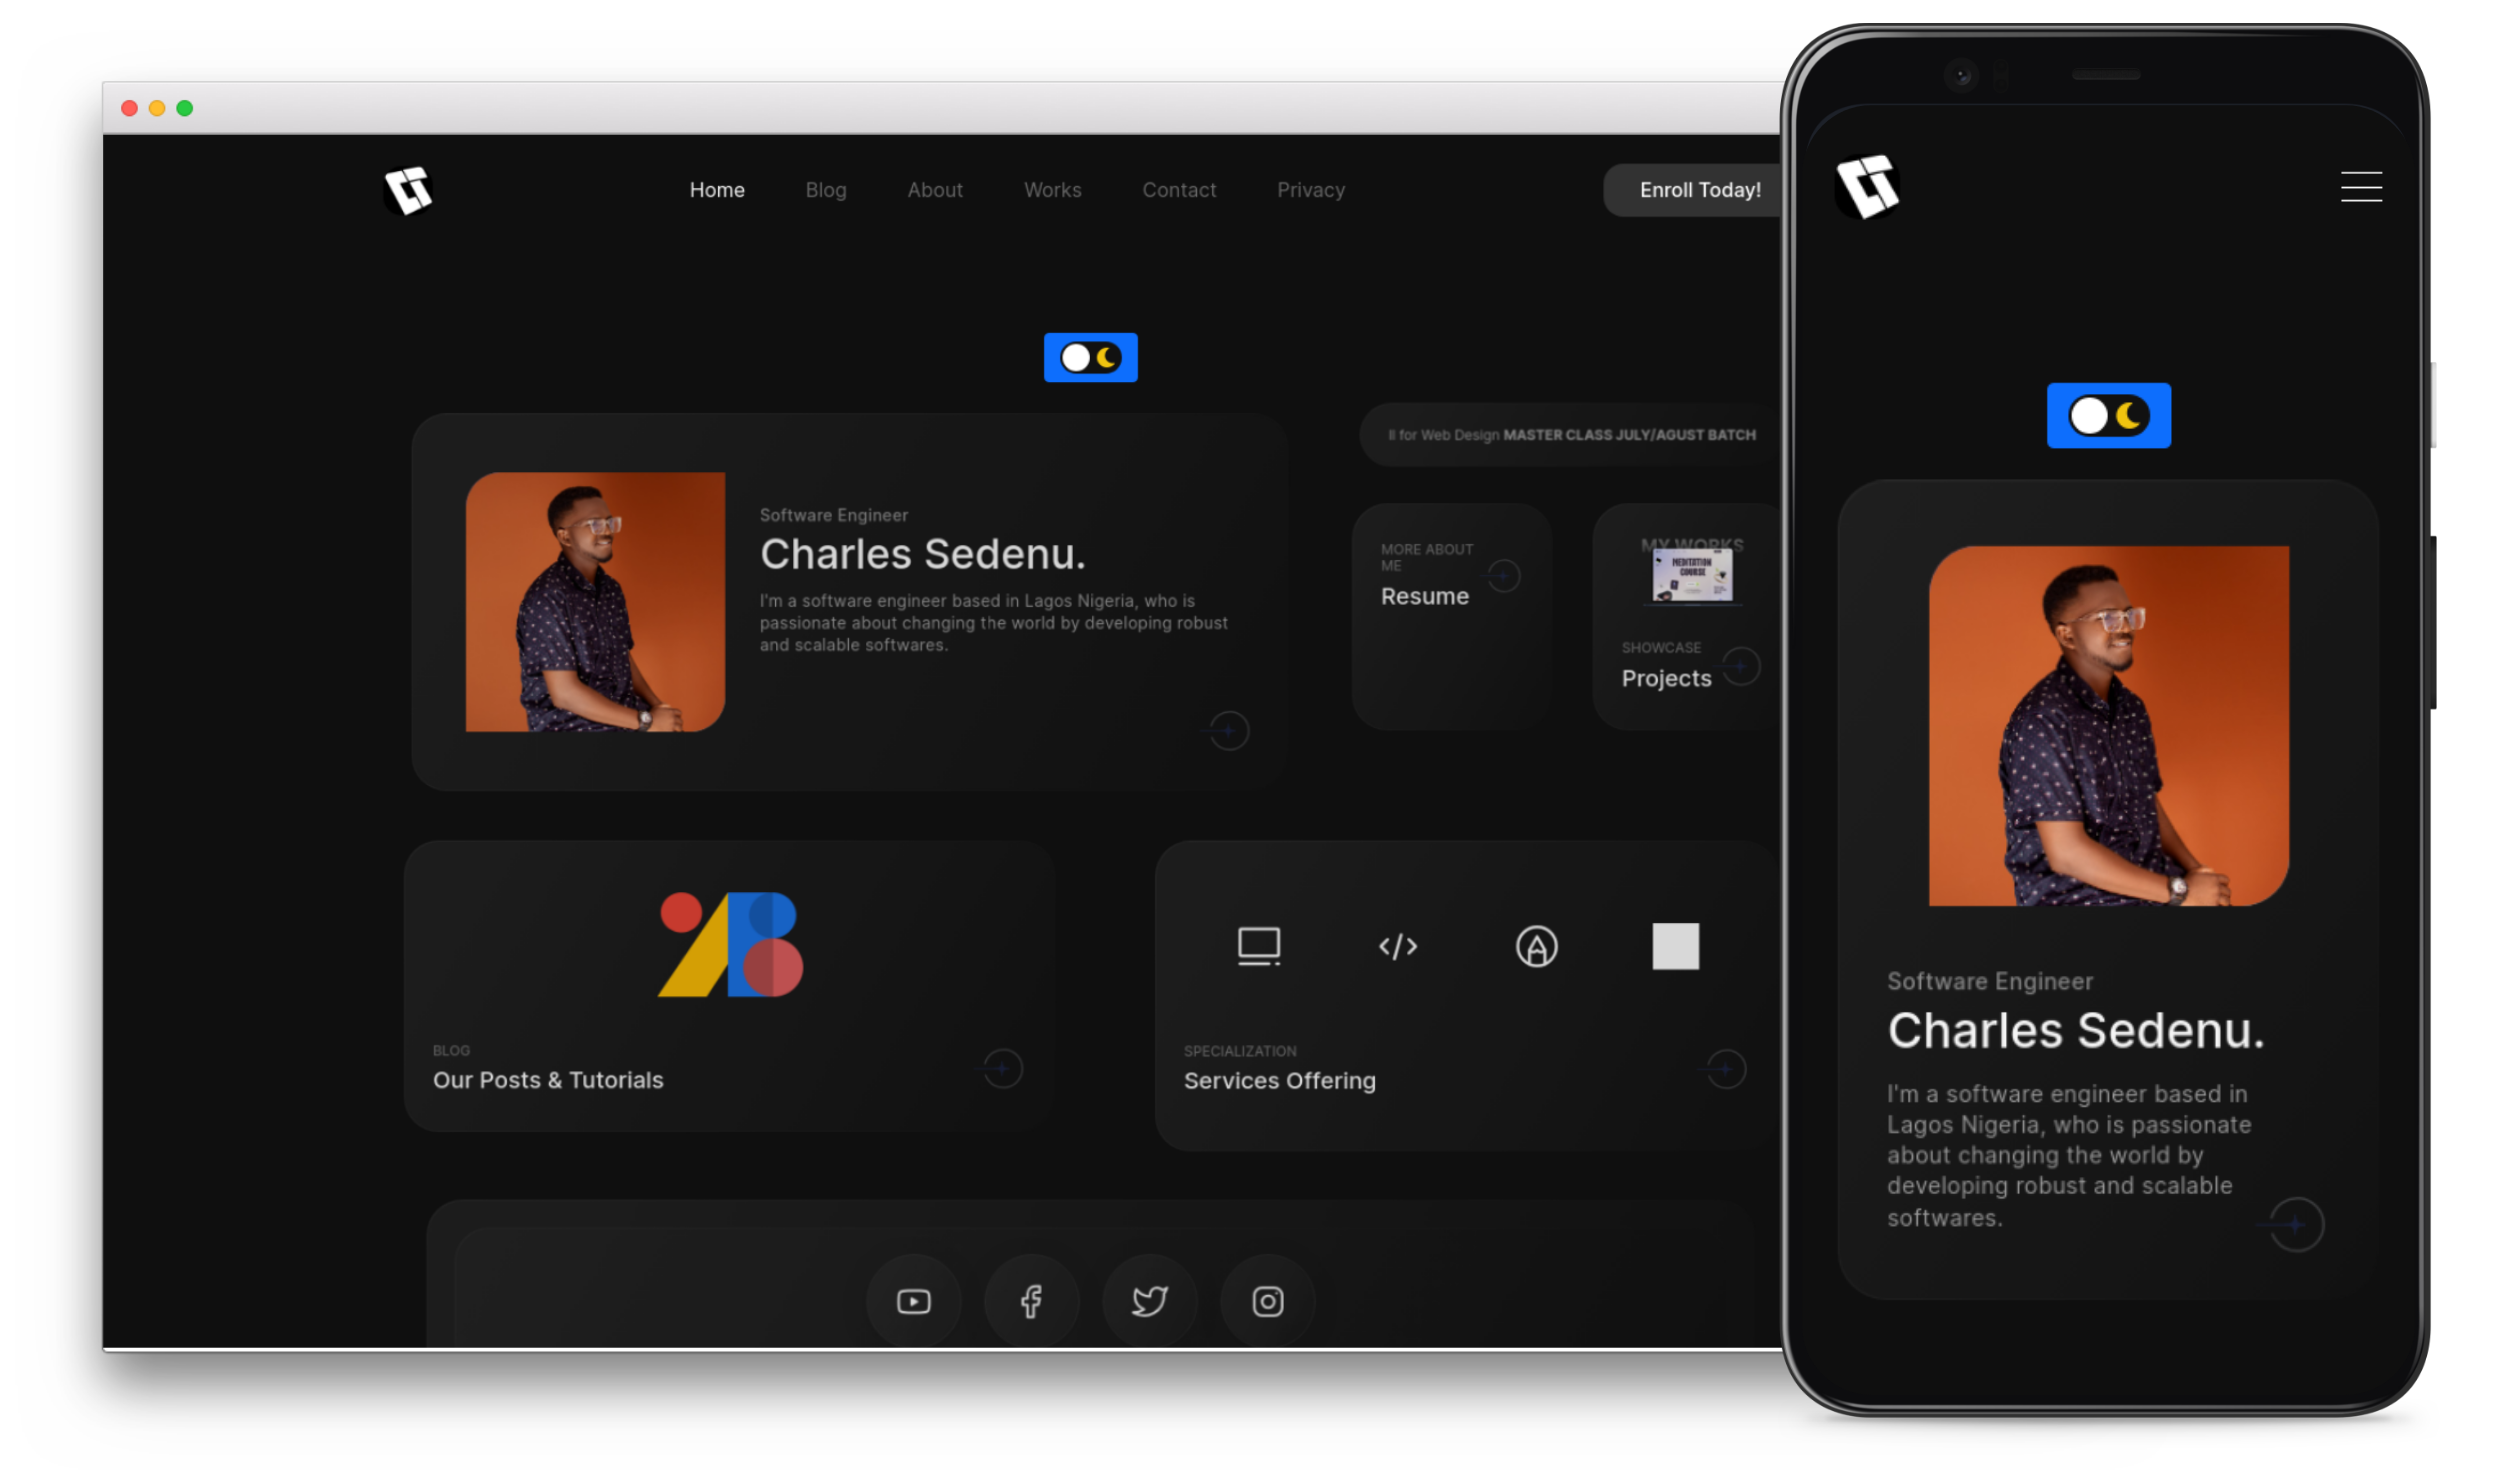 Home Blog About Works Contact Privacy Enroll Today!
ll for Web Design MASTER CLASS JULY/AGUST BATCH
Software Engineer
Charles Sedenu.
I'm a software engineer based in Lagos Nigeria, who is
passionate about changing the world by developing robust
and scalable softwares.
MORE ABOUT
ME
Resume
MY WORKS
MEDITATION
COURSE
SHOWCASE
Projects
BLOG
Our Posts & Tutorials
SPECIALIZATION
Services Offering
Software Engineer
Charles Sedenu.
I'm a software engineer based in
Lagos Nigeria, who is passionate
about changing the world by
developing robust and scalable
softwares.